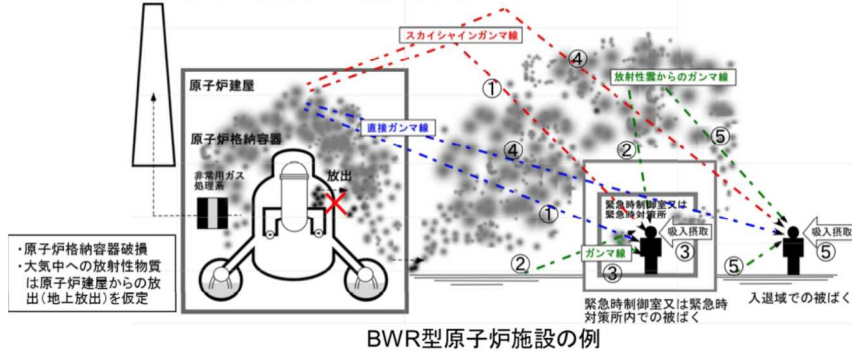 スカイシャインガンマ線
④
放射性雲からのガンマ線
原子炉建屋
①
直接ガンマ線
原子炉格納容器
④
②
⑤
非常用ガス
処理系
放出
緊急時制御室又は
緊急時対策所
①
吸入摂取
吸入摂取
ガンマ線
③
③
⑤
②
⑤
・原子炉格納容器破損
・大気中への放射性物質
は原子炉建屋からの放
出(地上放出)を仮定
緊急時制御室又は緊急時
対策所内での被ばく
入退域での被ばく
BWR型原子炉施設の例